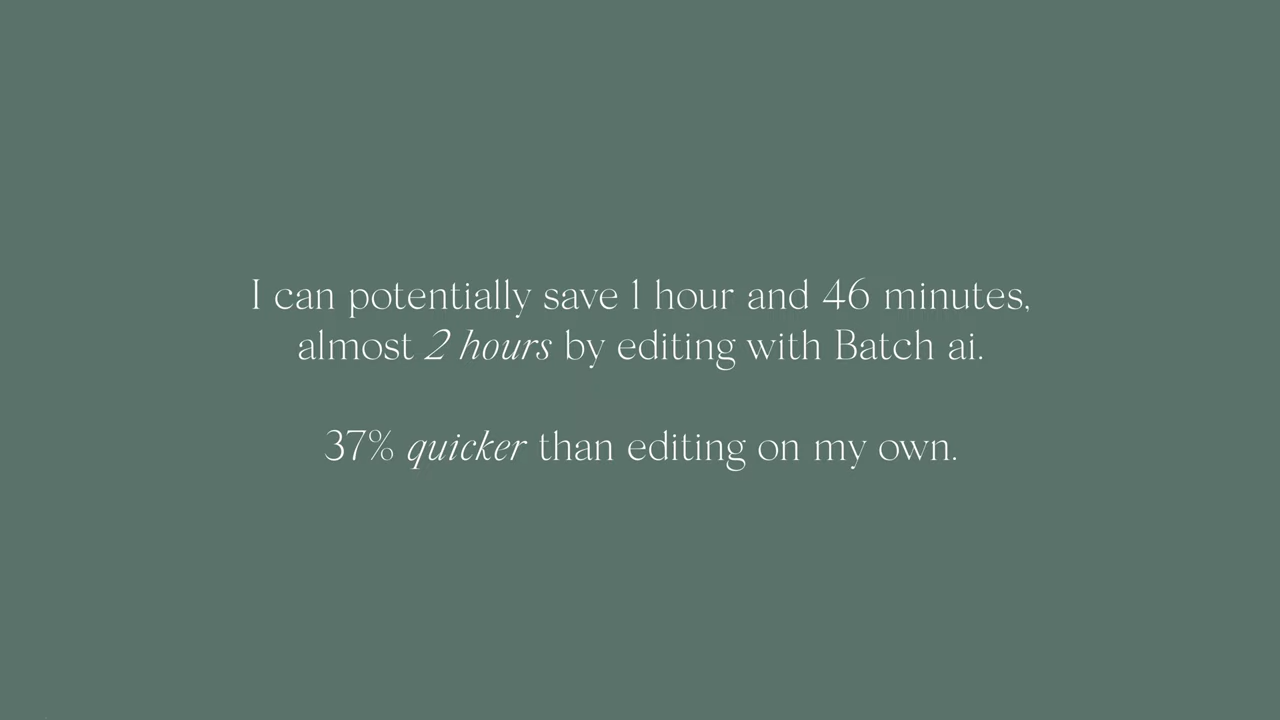 I can potentially save 1 hour and 46 minutes,
almost 2 hours by editing with Batch ai.
37% quicker than editing on my own.